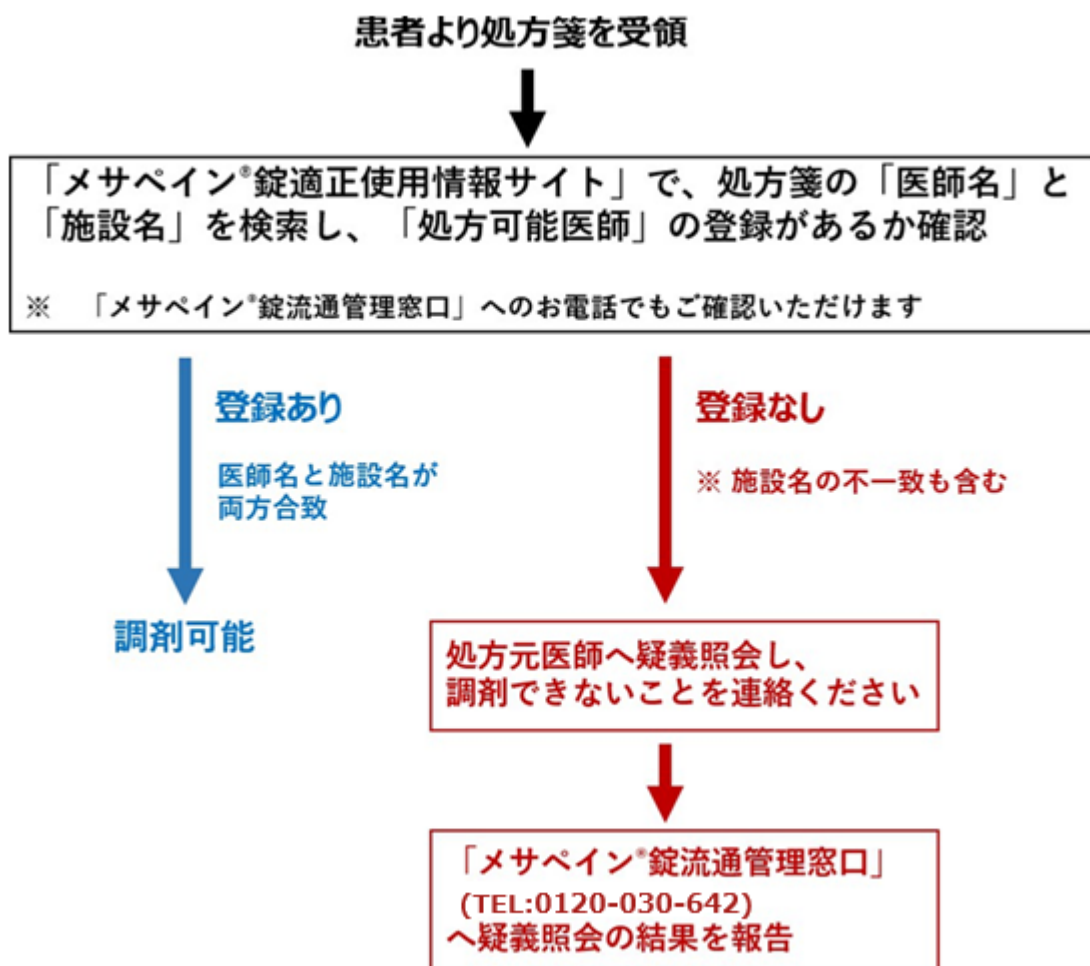 患者より処方箋を受領
「メサペイン®錠適正使用情報サイト」で、処方箋の「医師名」と
「施設名」を検索し、「処方可能医師」の登録があるか確認
※ 「メサペイン®錠流通管理窓口」へのお電話でもご確認いただけます
登録あり
医師名と施設名が
両方合致
調剤可能
登録なし
※ 施設名の不一致も含む
処方元医師へ疑義照会し、
調剤できないことを連絡ください
「メサペイン®錠流通管理窓口」
(TEL:0120-030-642)
へ疑義照会の結果を報告